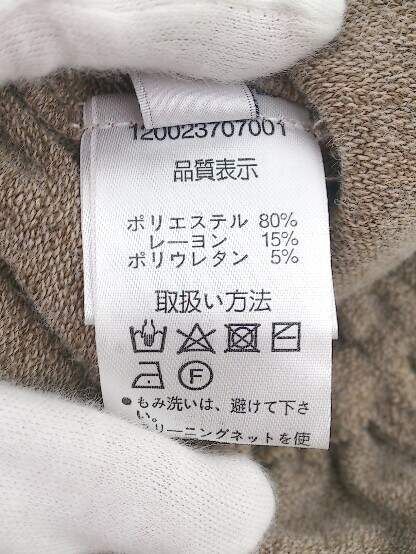 120023707001
品質表示
ポリエステル 80%
レーヨン 15%
ポリウレタン 5%
取扱い方法
F
●もみ洗いは、避けて下さ
い。
リーニングネットを使